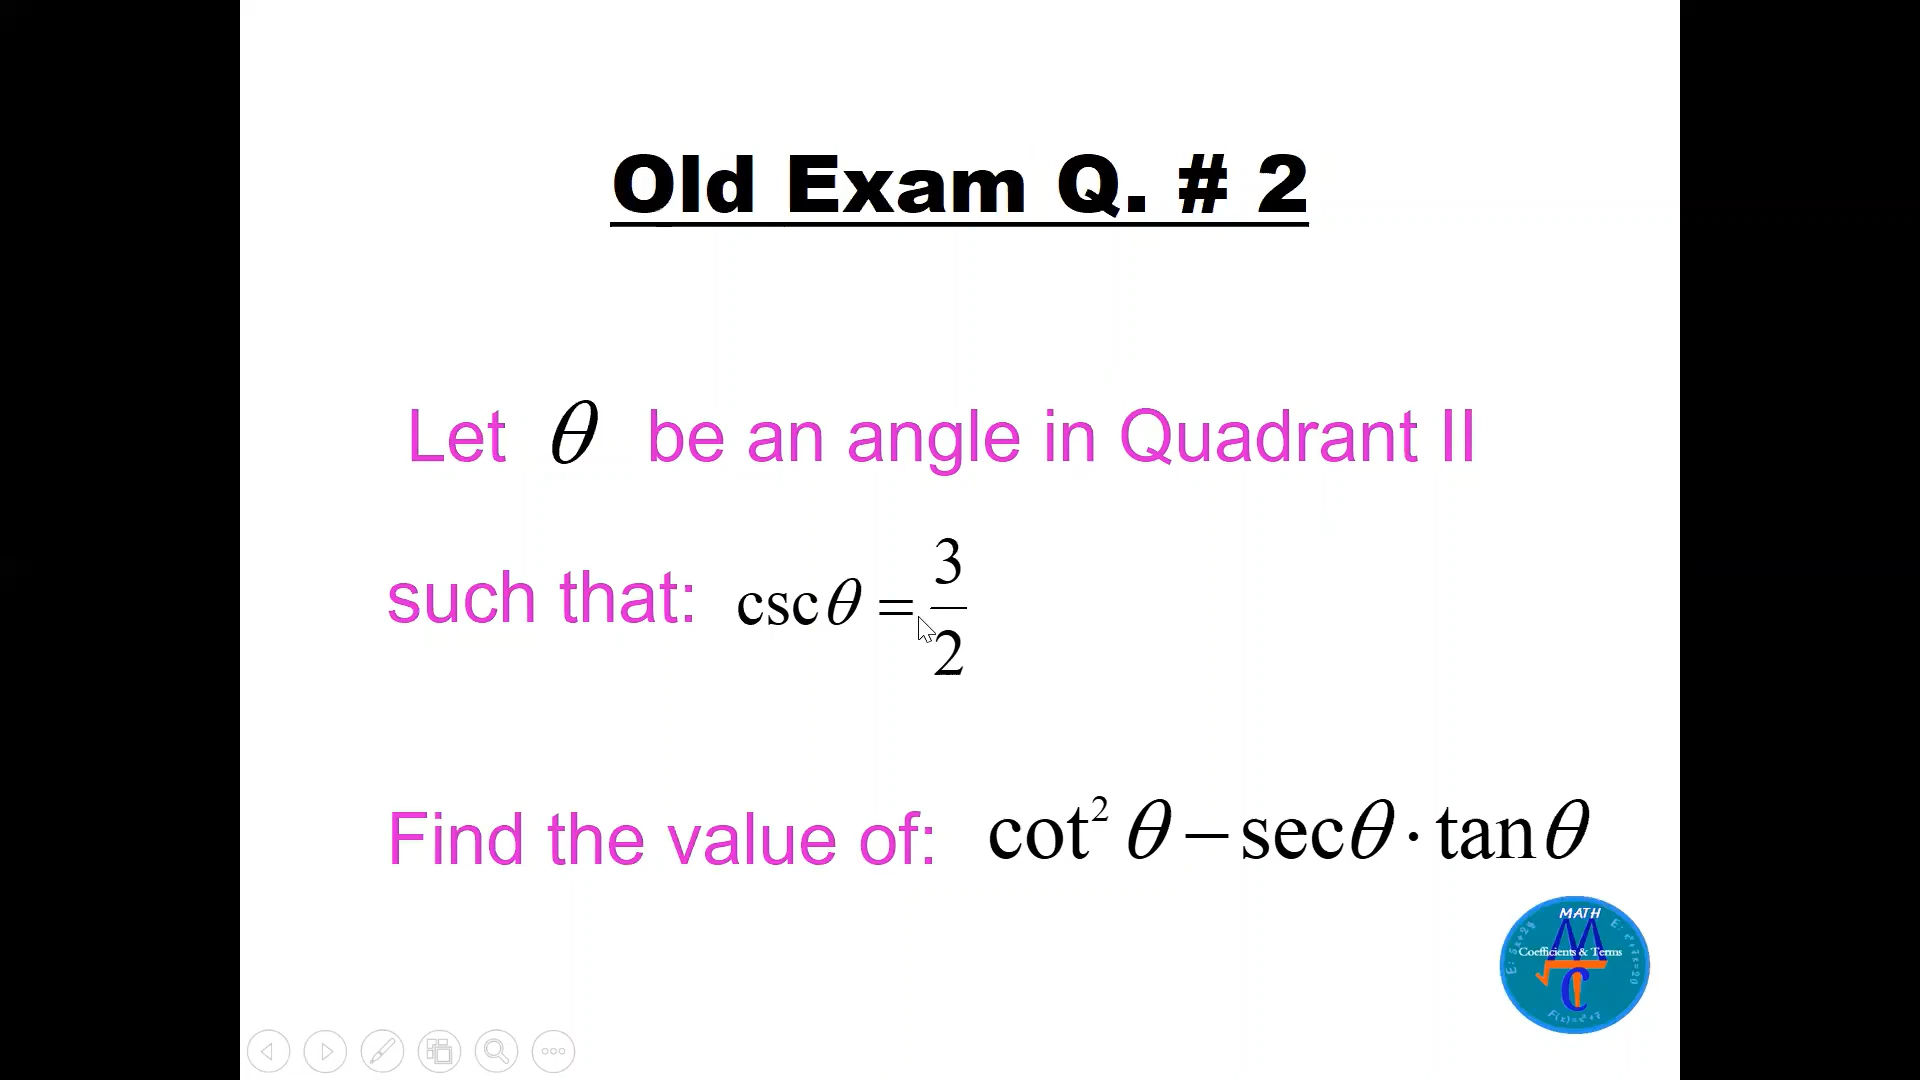 Old Exam Q. # 2
Let θ be an angle in Quadrant II
such that: cscθ = 3/2
Find the value of: cot² θ − secθ · tanθ
MATH
Coefficients & Terms